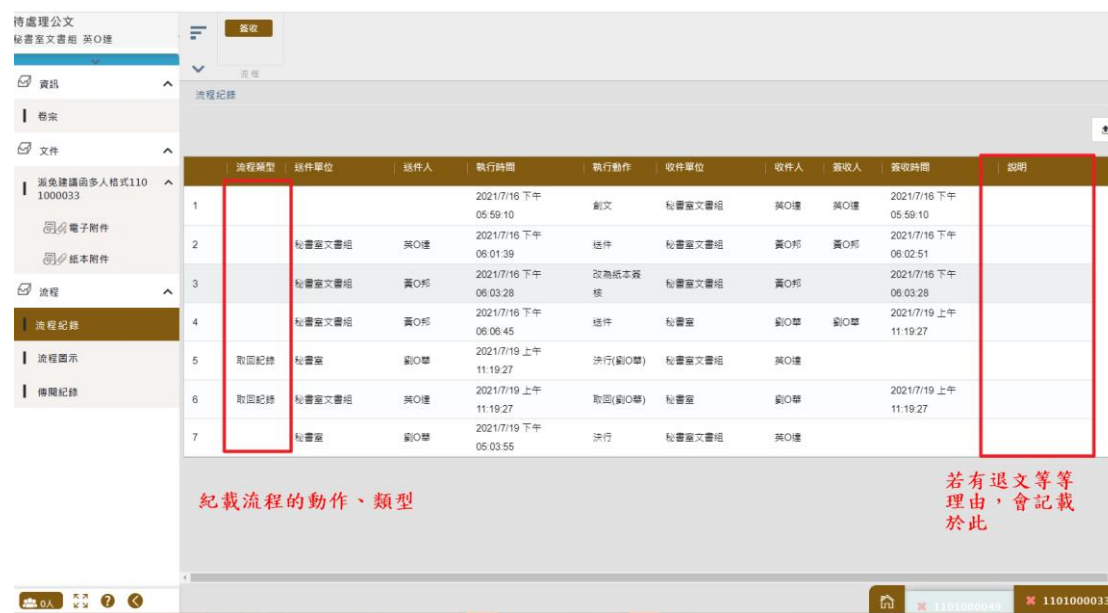 待處理公文
秘書室文書組 英O達
簽收
流程
流程紀錄
資訊
卷宗
文件
派免建議函多人格式110
1000033
電子附件
紙本附件
流程
流程紀錄
流程圖示
傳閱紀錄
流程類型 送件單位 送件人 執行時間 執行動作 收件單位 收件人 簽收人 簽收時間 說明
1 2021/7/16 下午 05:59:10 創文 秘書室文書組 英O達 英O達 2021/7/16 下午 05:59:10
2 秘書室文書組 英O達 2021/7/16 下午 06:01:39 送件 秘書室文書組 黃O邦 黃O邦 2021/7/16 下午 06:02:51
3 秘書室文書組 黃O邦 2021/7/16 下午 06:03:28 改為紙本簽核 秘書室文書組 黃O邦 2021/7/16 下午 06:03:28
4 秘書室文書組 黃O邦 2021/7/16 下午 06:06:45 送件 秘書室 劉O華 劉O華 2021/7/19 上午 11:19:27
5 取回記錄 秘書室 劉O華 2021/7/19 上午 11:19:27 決行(劉O華) 秘書室文書組 英O達
6 取回記錄 秘書室文書組 英O達 2021/7/19 上午 11:19:27 取回(劉O華) 秘書室 劉O華 2021/7/19 上午 11:19:27
7 秘書室 劉O華 2021/7/19 下午 05:03:55 決行 秘書室文書組 英O達
紀載流程的動作、類型
若有退文等等
理由，會記載
於此
0人
1101000049
1101000033